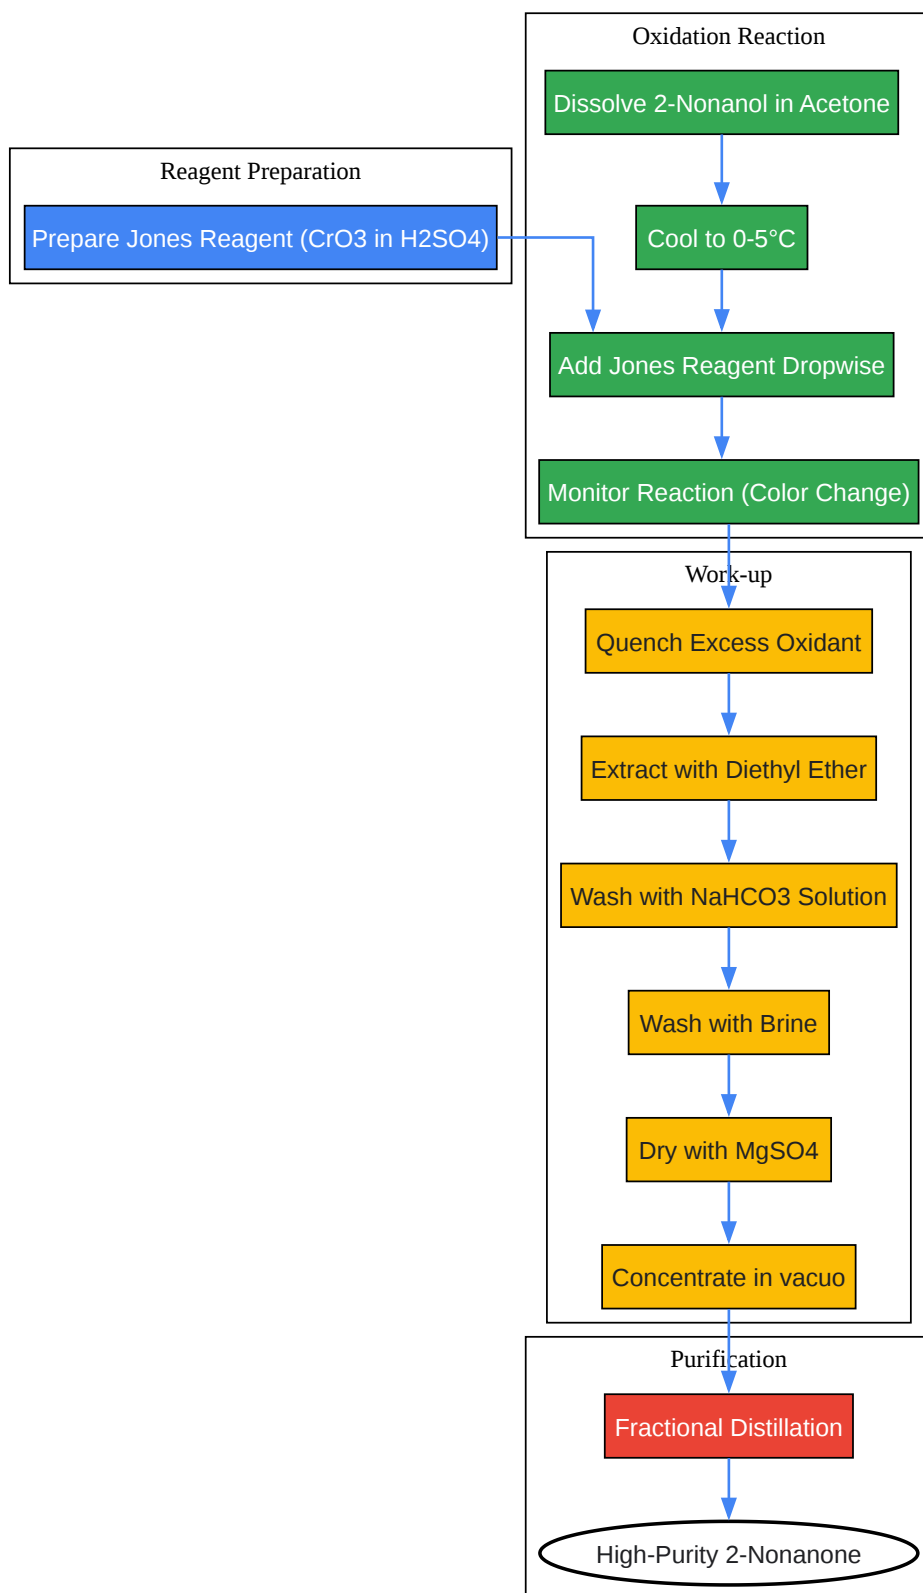 Oxidation Reaction
Dissolve 2-Nonanol in Acetone
Reagent Preparation
Prepare Jones Reagent (CrO3 in H2SO4)
Cool to 0-5°C
Add Jones Reagent Dropwise
Monitor Reaction (Color Change)
Work-up
Quench Excess Oxidant
Extract with Diethyl Ether
Wash with NaHCO3 Solution
Wash with Brine
Dry with MgSO4
Concentrate in vacuo
Purification
Fractional Distillation
High-Purity 2-Nonanone